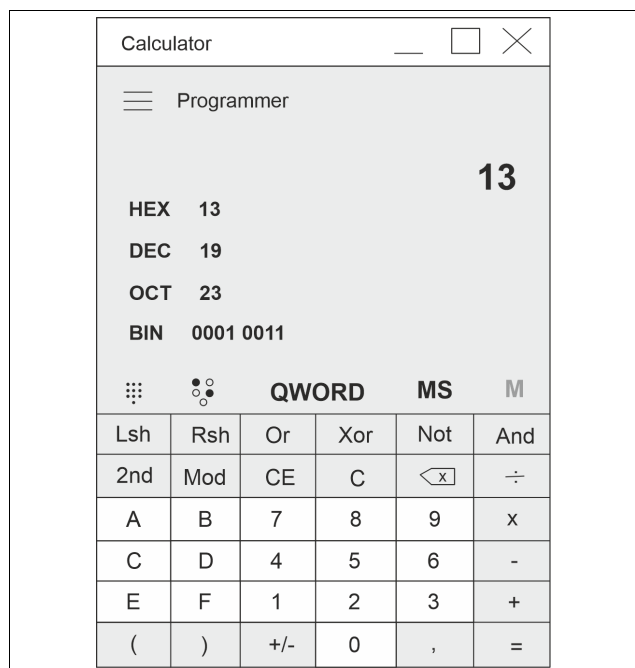 Calculator
Programmer
13
HEX 13
DEC 19
OCT 23
BIN 0001 0011
QWORD MS M
Lsh Rsh Or Xor Not And
2nd Mod CE C x ÷
A B 7 8 9 x
C D 4 5 6 -
E F 1 2 3 +
( ) +/- 0 , =